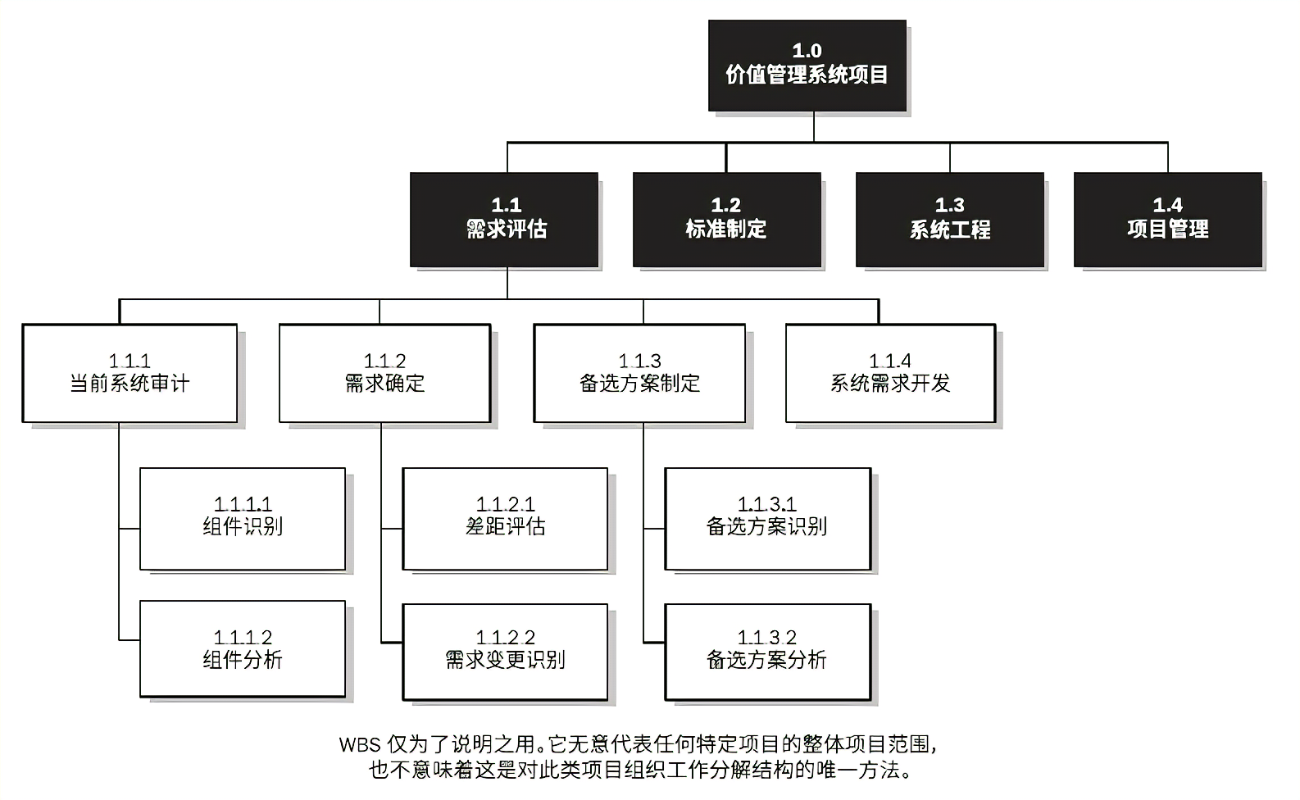 1.0
价值管理系统项目
1.1
需求评估
1.2
标准制定
1.3
系统工程
1.4
项目管理
1.1.1
当前系统审计
1.1.2
需求确定
1.1.3
备选方案制定
1.1.4
系统需求开发
1.1.1.1
组件识别
1.1.2.1
差距评估
1.1.3.1
备选方案识别
1.1.1.2
组件分析
1.1.2.2
需求变更识别
1.1.3.2
备选方案分析
WBS 仅为了说明之用。它无意代表任何特定项目的整体项目范围，
也不意味着这是对此类项目组织工作分解结构的唯一方法。